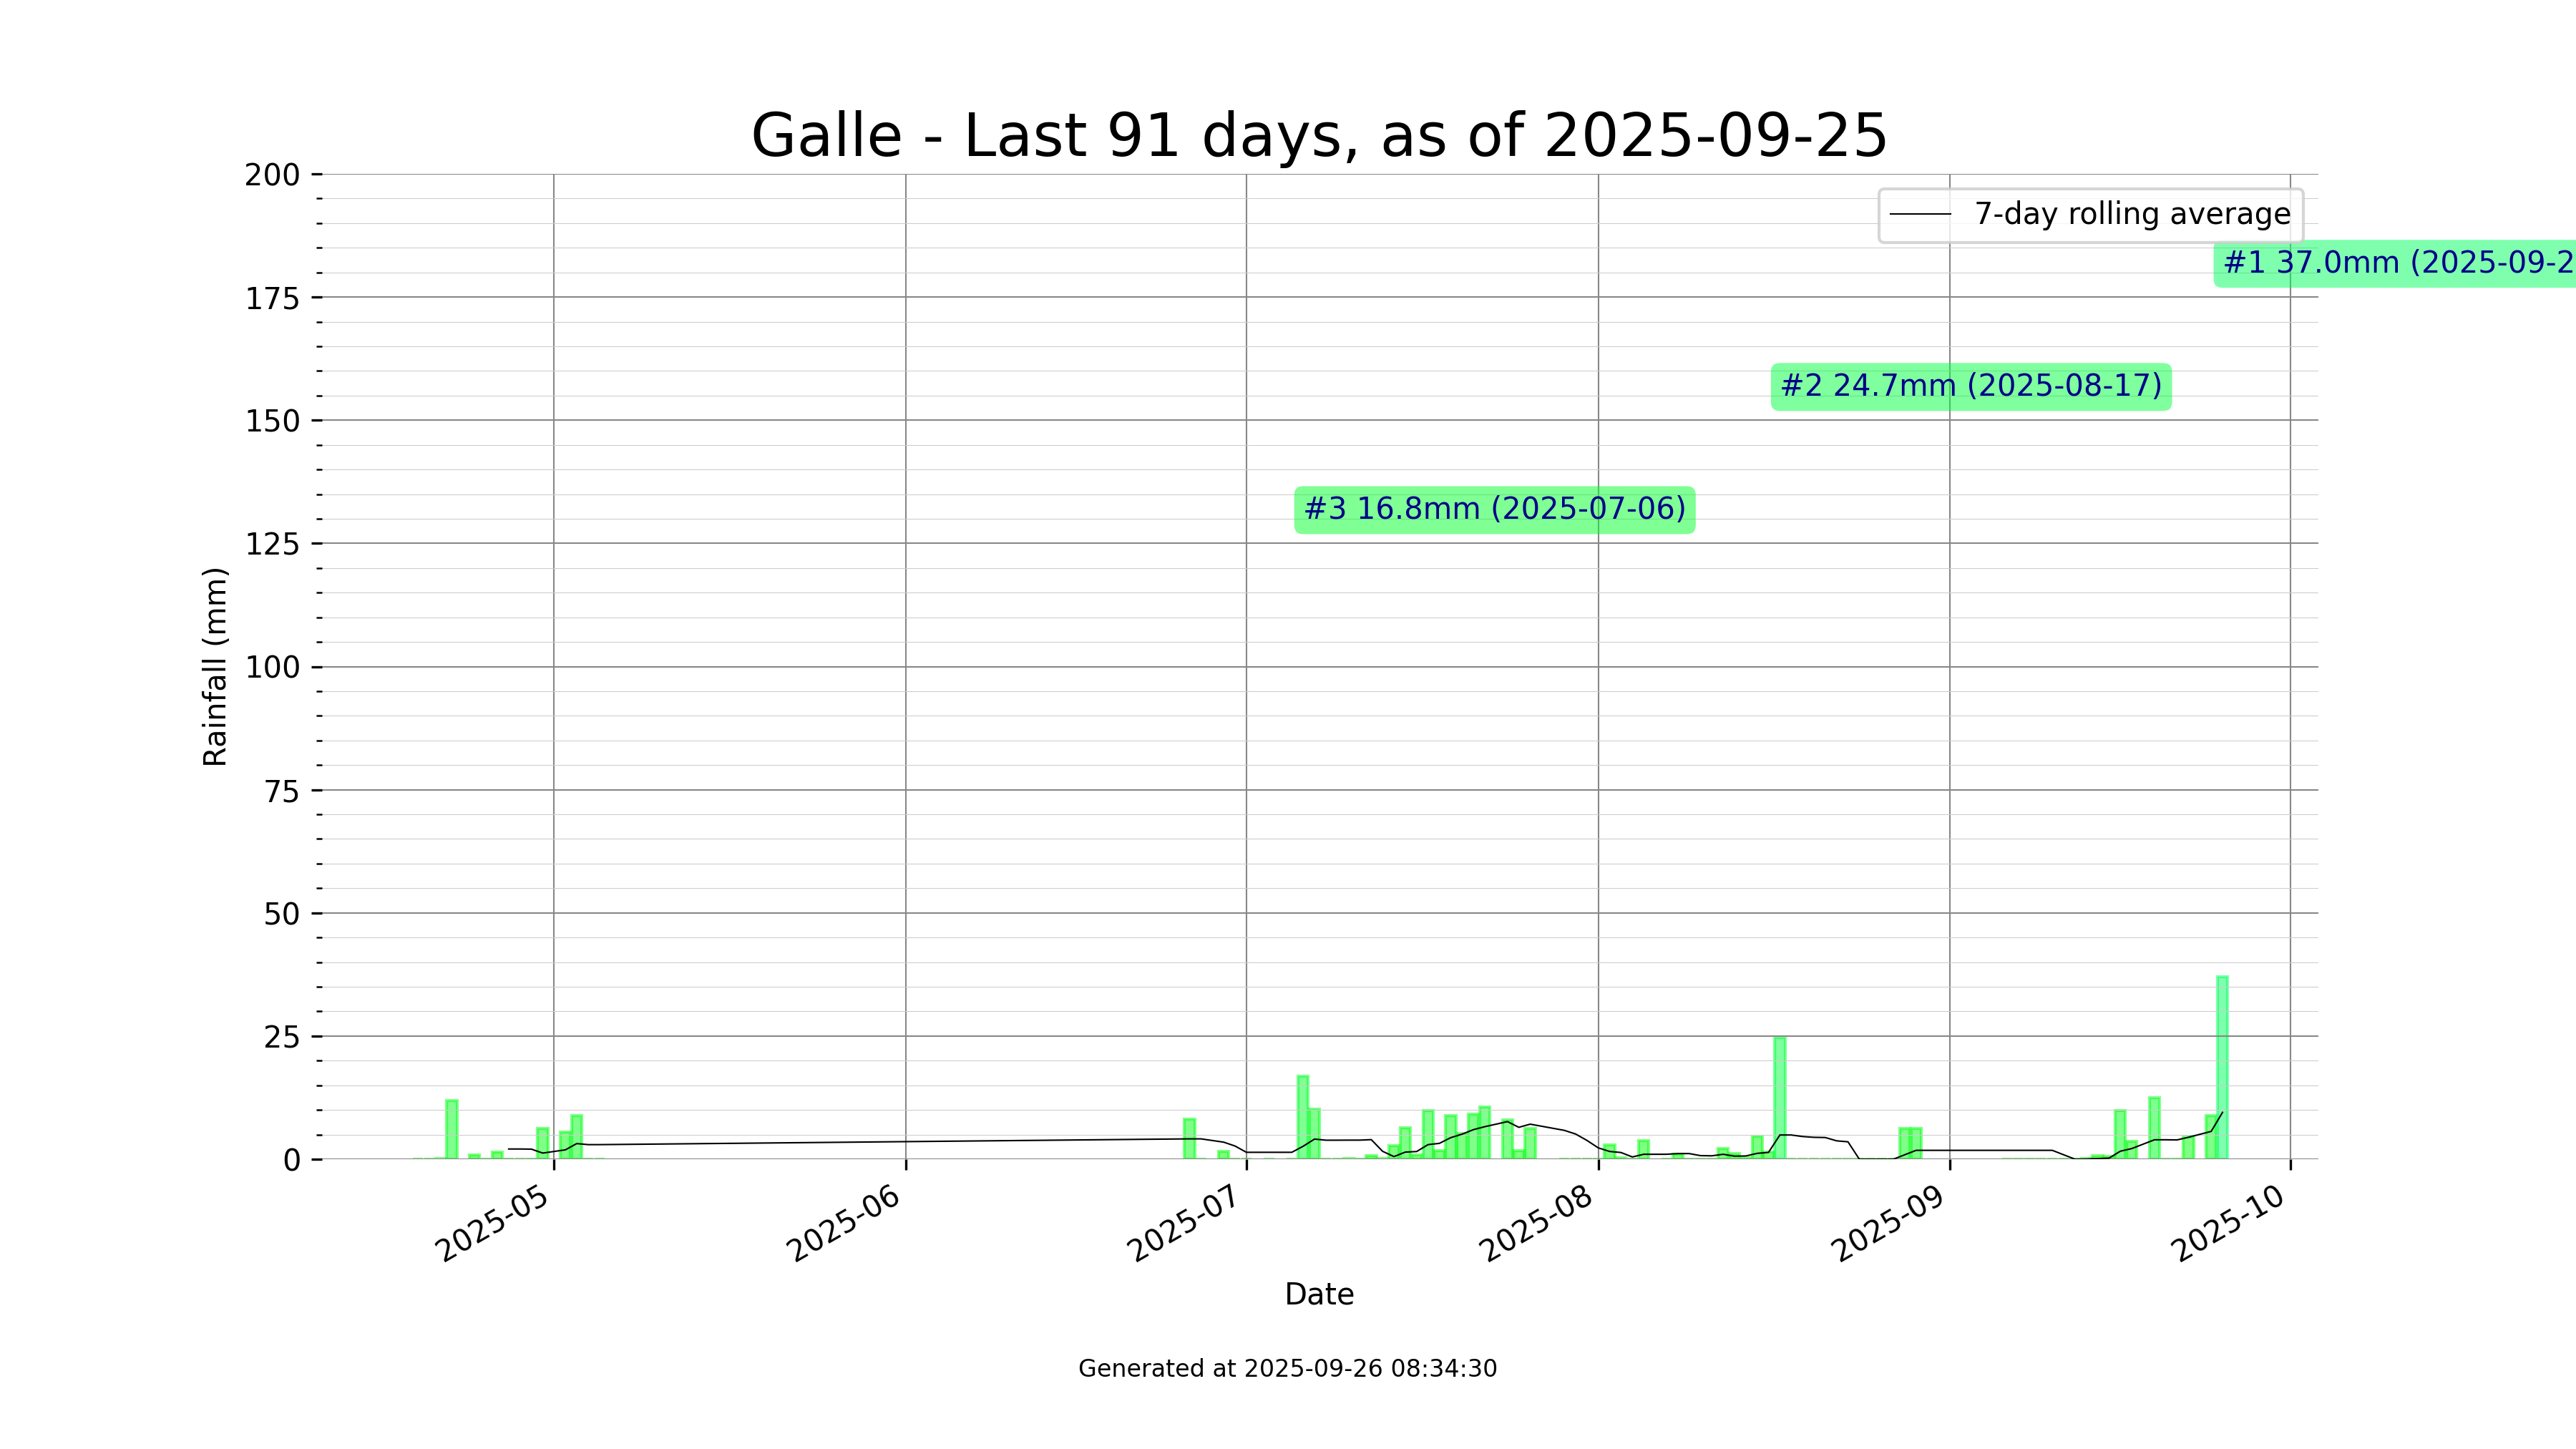 Galle - Last 91 days, as of 2025-09-25
200
175
150
125
100
75
50
25
0
Rainfall (mm)
7-day rolling average
#1 37.0mm (2025-09-2
#2 24.7mm (2025-08-17)
#3 16.8mm (2025-07-06)
2025-05
2025-06
2025-07
2025-08
2025-09
2025-10
Date
Generated at 2025-09-26 08:34:30